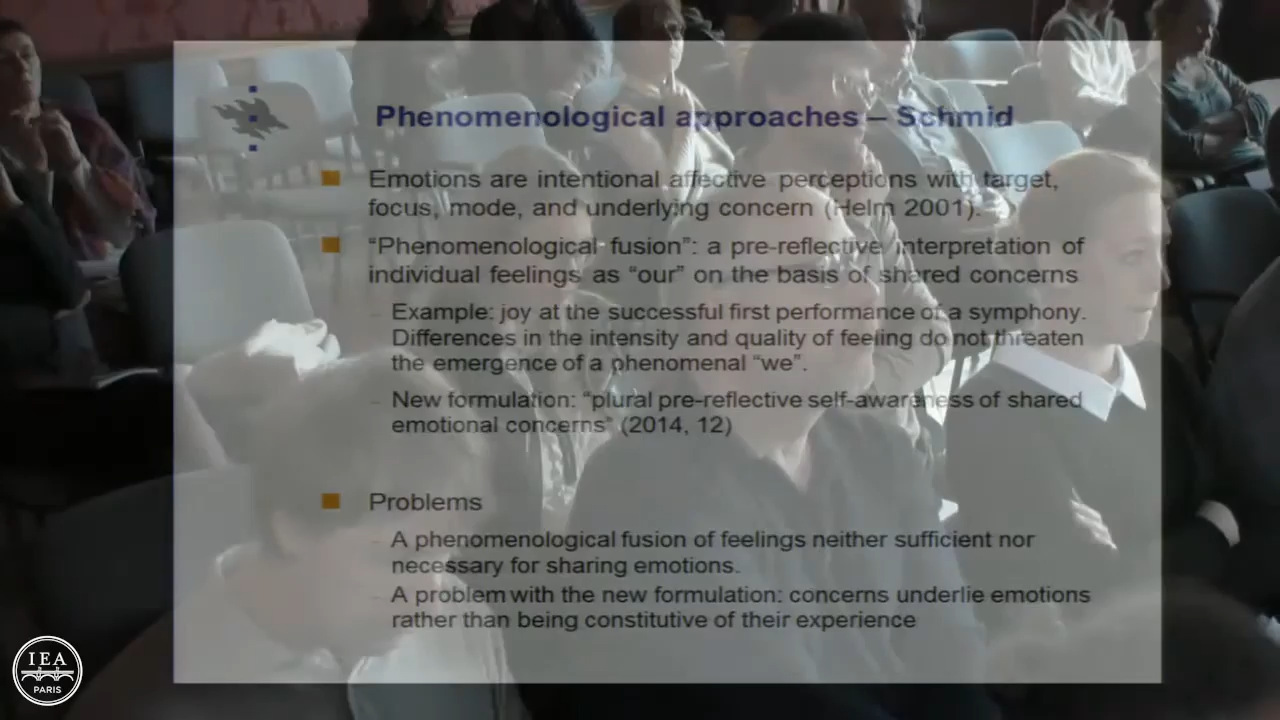 Phenomenological approaches – Schmid
Emotions are intentional affective perceptions with target,
focus, mode, and underlying concern (Helm 2001).
“Phenomenological fusion”: a pre-reflective interpretation of
individual feelings as “our” on the basis of shared concerns
- Example: joy at the successful first performance of a symphony.
Differences in the intensity and quality of feeling do not threaten
the emergence of a phenomenal “we”.
- New formulation: “plural pre-reflective self-awareness of shared
emotional concerns” (2014, 12)
Problems
- A phenomenological fusion of feelings neither sufficient nor
necessary for sharing emotions.
- A problem with the new formulation: concerns underlie emotions
rather than being constitutive of their experience
IEA
PARIS